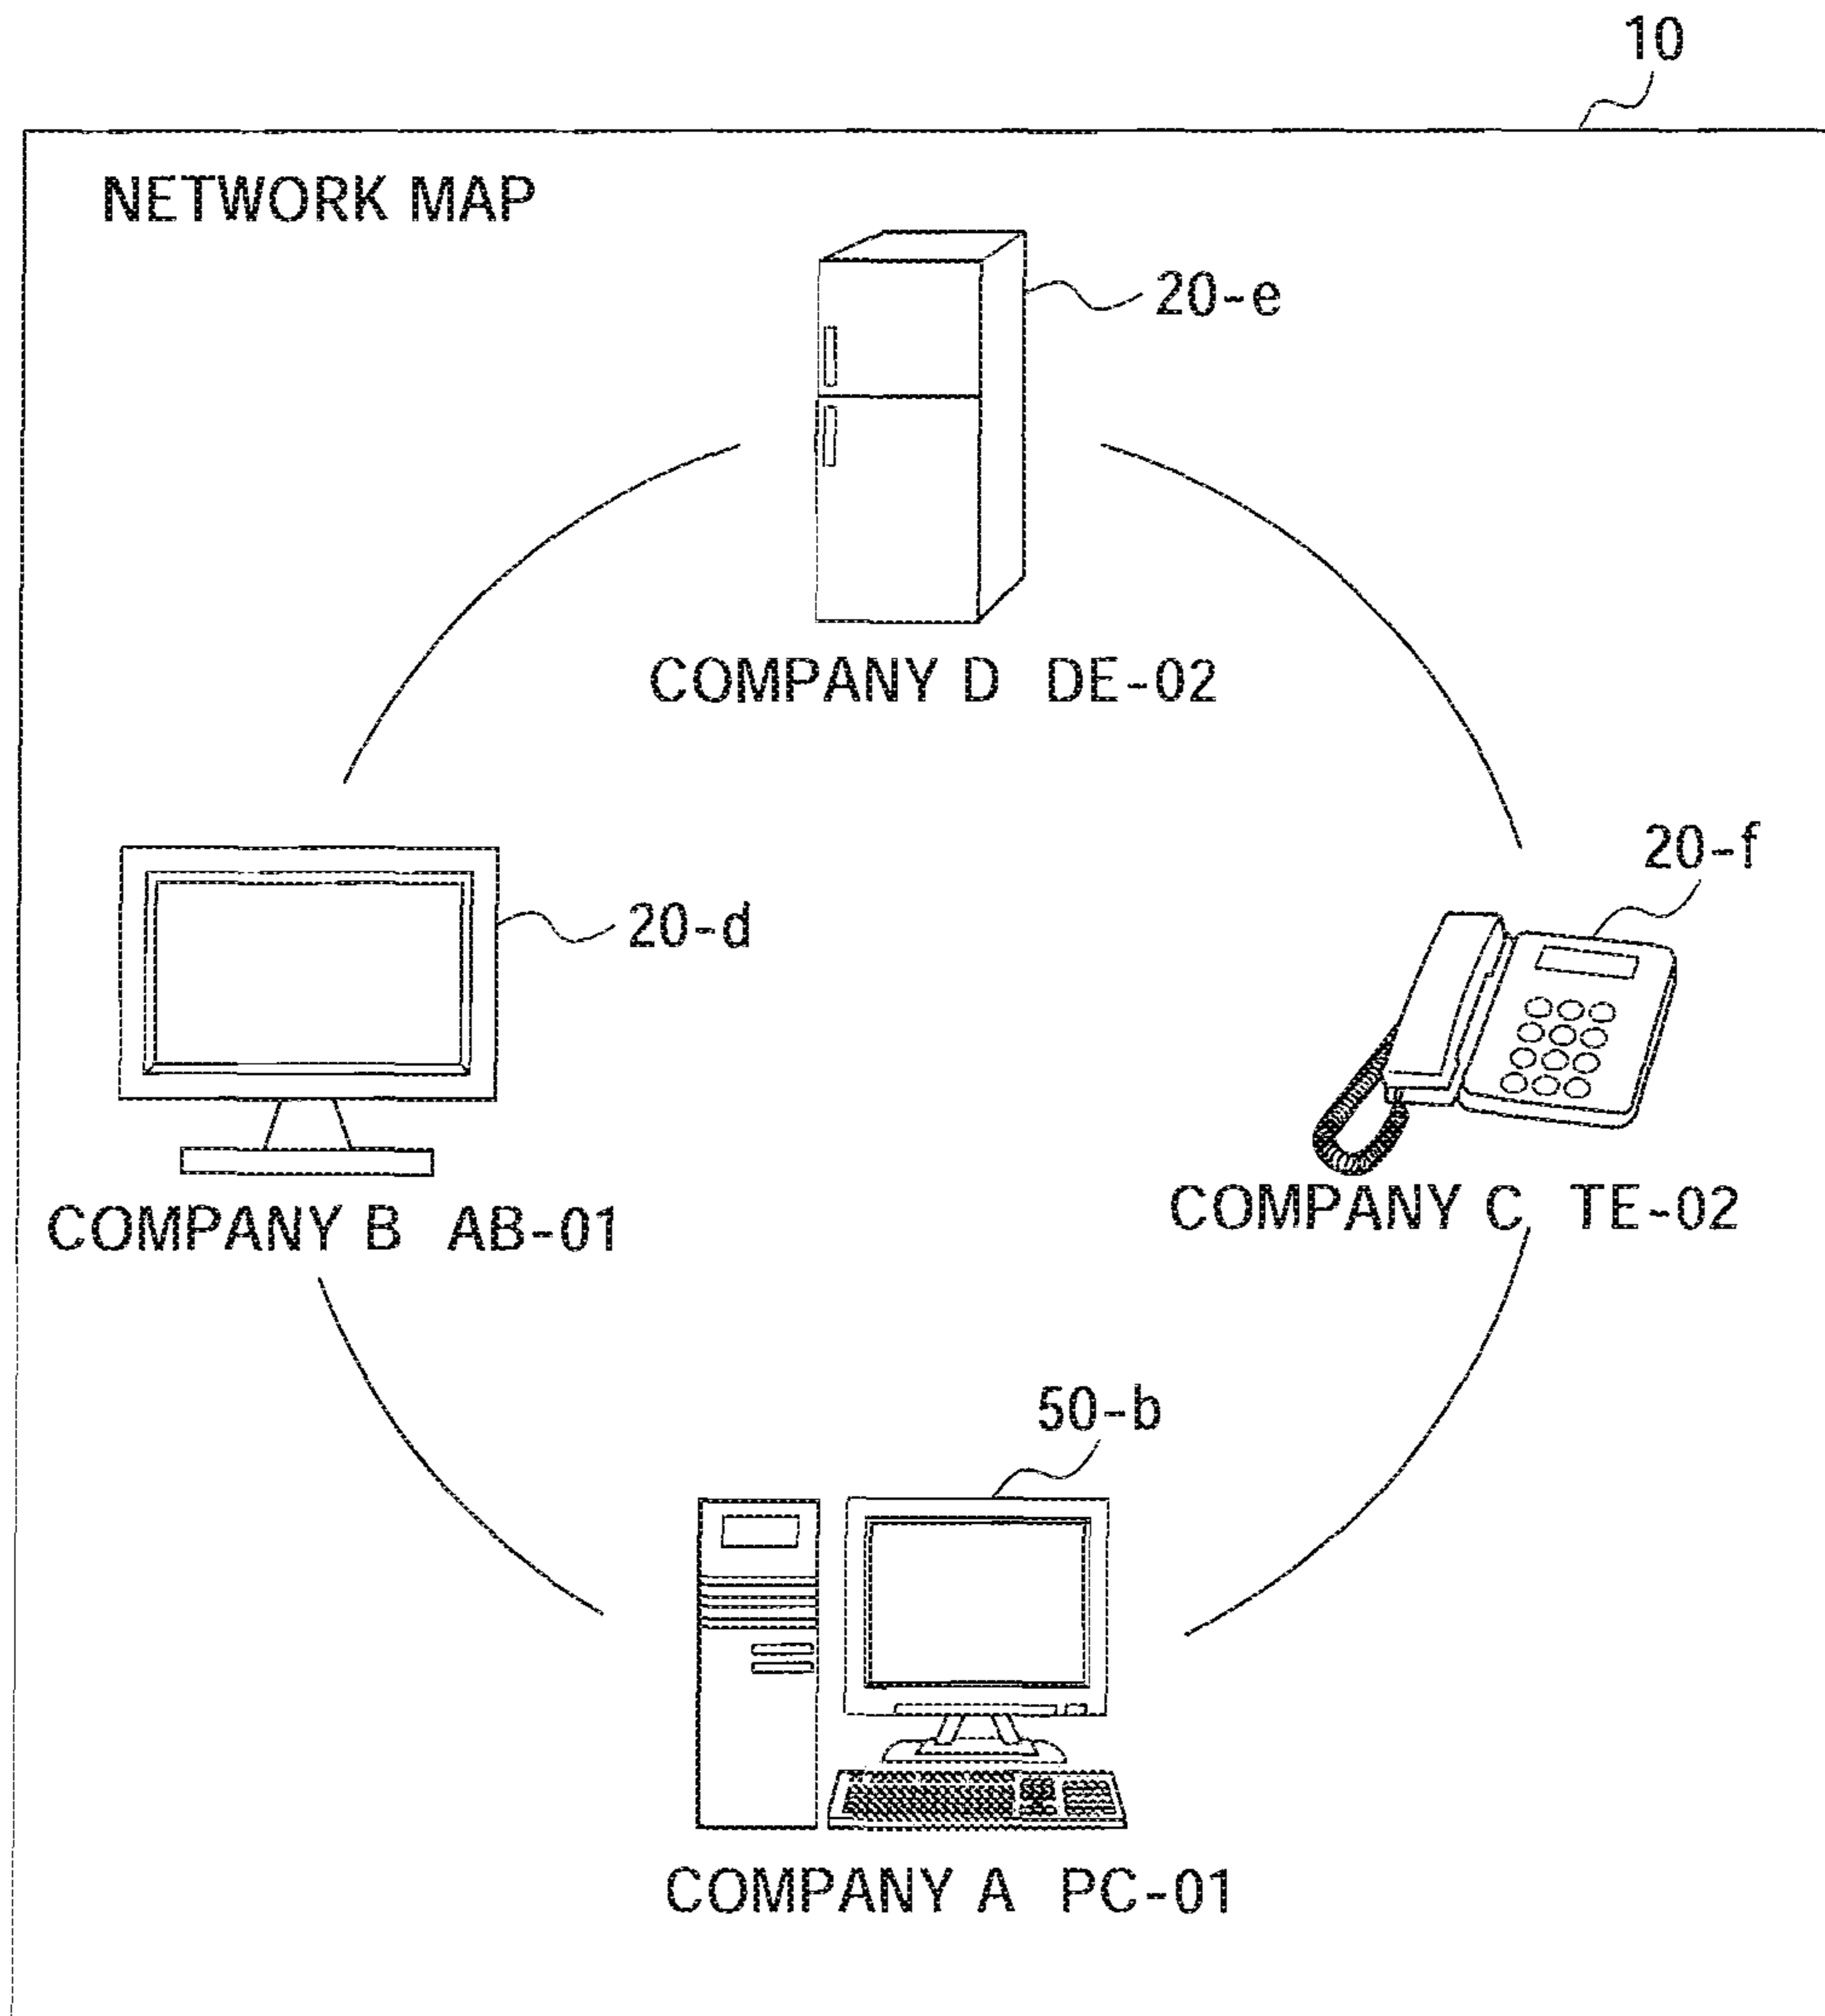 10
NETWORK MAP
20-e
COMPANY D DE-02
20-f
20-d
COMPANY C TE-02
COMPANY B AB-01
50-b
COMPANY A PC-01